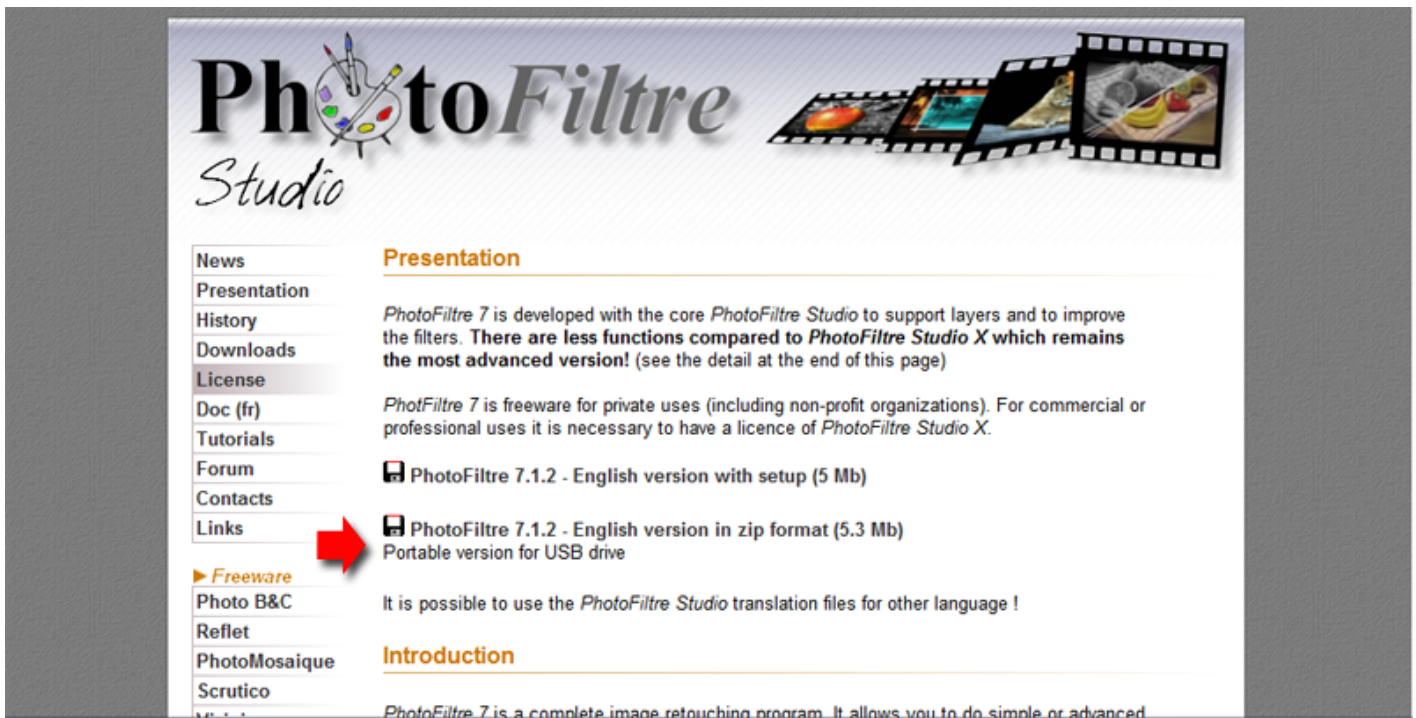 PhotoFiltre
Studio
News
Presentation
History
Downloads
License
Doc (fr)
Tutorials
Forum
Contacts
Links
Freeware
Photo B&C
Reflet
PhotoMosaique
Scrutico
Presentation
PhotoFiltre 7 is developed with the core PhotoFiltre Studio to support layers and to improve
the filters. There are less functions compared to PhotoFiltre Studio X which remains
the most advanced version! (see the detail at the end of this page)
PhotFiltre 7 is freeware for private uses (including non-profit organizations). For commercial or
professional uses it is necessary to have a licence of PhotoFiltre Studio X.
PhotoFiltre 7.1.2 - English version with setup (5 Mb)
PhotoFiltre 7.1.2 - English version in zip format (5.3 Mb)
Portable version for USB drive
It is possible to use the PhotoFiltre Studio translation files for other language !
Introduction
PhotoFiltre 7 is a complete image retouching program. It allows you to do simple or advanced